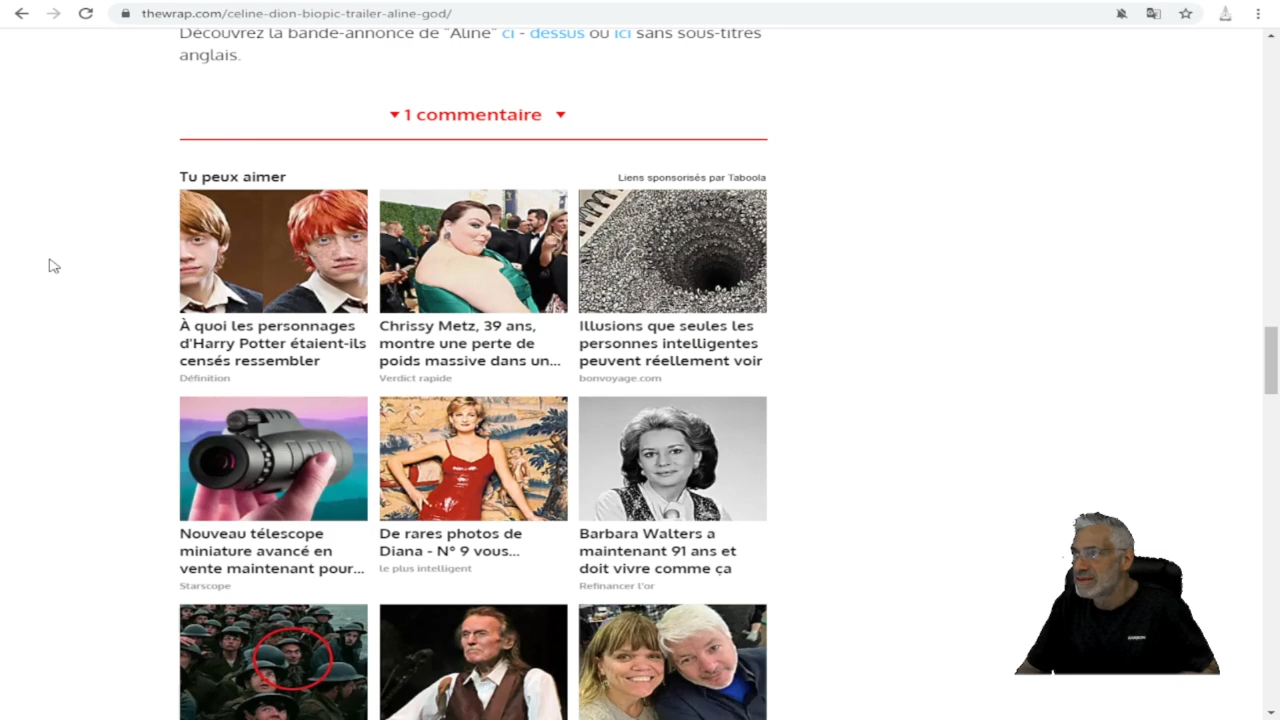 thewrap.com/celine-dion-biopic-trailer-aline-god/
Découvrez la bande-annonce de "Aline" ci - dessus ou ici sans sous-titres
anglais.
1 commentaire
Tu peux aimer
Liens sponsorisés par Taboola
À quoi les personnages
d'Harry Potter étaient-ils
censés ressembler
Définition
Chrissy Metz, 39 ans,
montre une perte de
poids massive dans un...
Verdict rapide
Illusions que seules les
personnes intelligentes
peuvent réellement voir
bonvoyage.com
Nouveau télescope
miniature avancé en
vente maintenant pour...
Starscope
De rares photos de
Diana - N° 9 vous...
le plus intelligent
Barbara Walters a
maintenant 91 ans et
doit vivre comme ça
Refinancer l'or